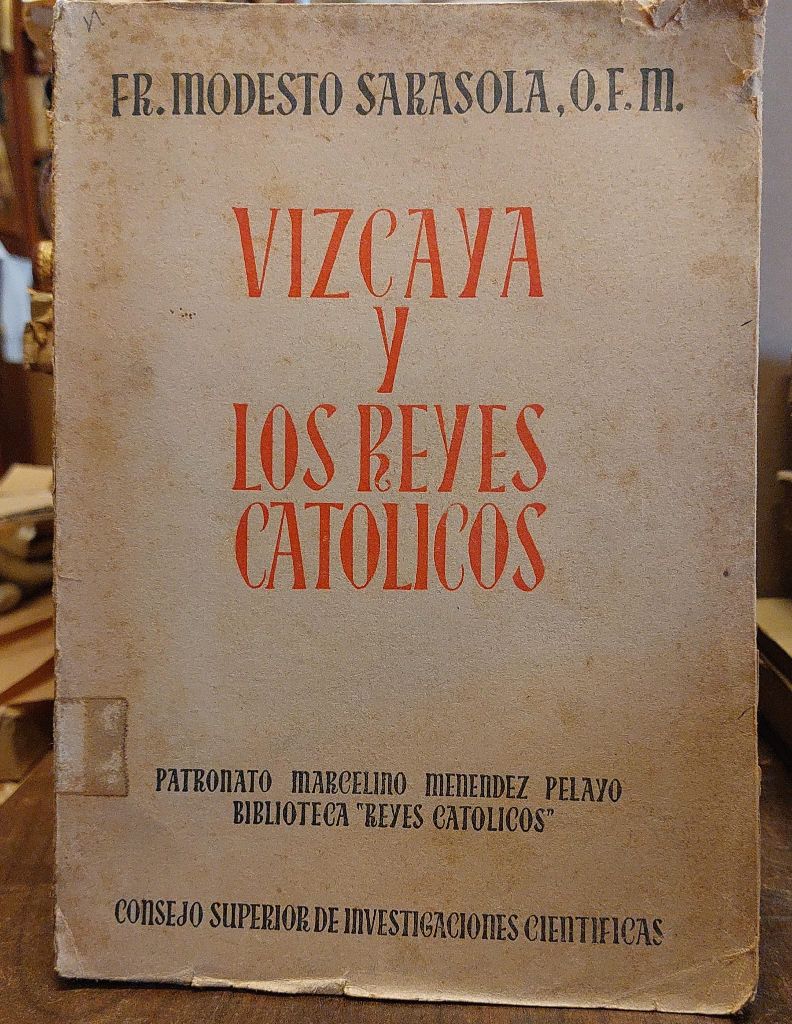 FR. MODESTO SARASOLA, O.F.M.
VIZCAYA
Y
LOS REYES
CATOLICOS
PATRONATO MARCELINO MENENDEZ PELAYO
BIBLIOTECA "REYES CATOLICOS"
CONSEJO SUPERIOR DE INVESTIGACIONES CIENTIFICAS